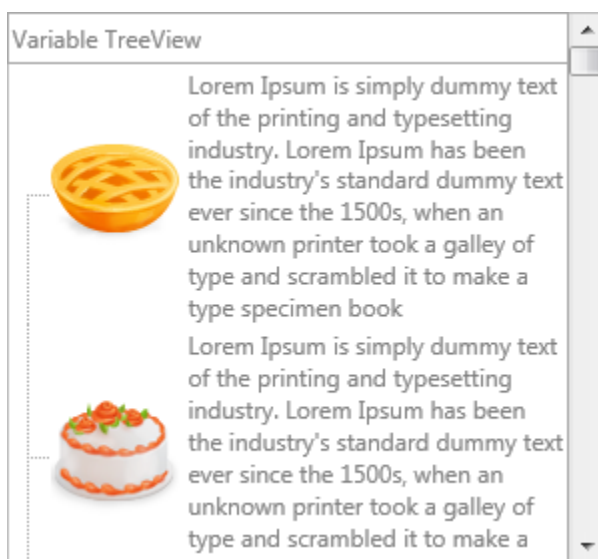 Variable TreeView
Lorem Ipsum is simply dummy text
of the printing and typesetting
industry. Lorem Ipsum has been
the industry's standard dummy text
ever since the 1500s, when an
unknown printer took a galley of
type and scrambled it to make a
type specimen book
Lorem Ipsum is simply dummy text
of the printing and typesetting
industry. Lorem Ipsum has been
the industry's standard dummy text
ever since the 1500s, when an
unknown printer took a galley of
type and scrambled it to make a